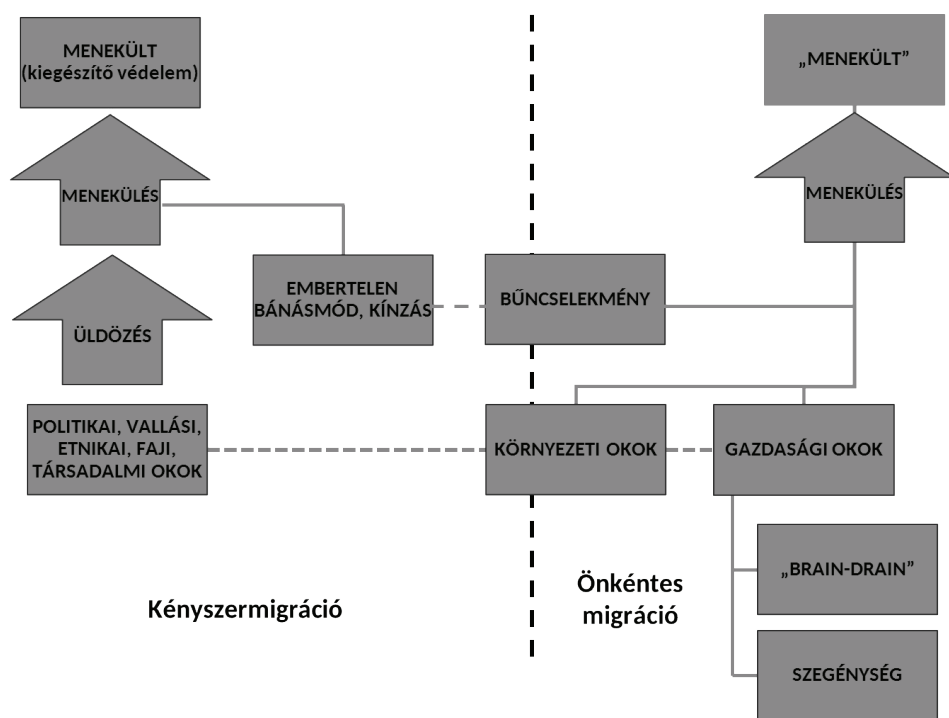 MENEKÜLT
(kiegészítő védelem)
„MENEKÜLT”
MENEKÜLÉS
MENEKÜLÉS
EMBERTELEN
BÁNÁSMÓD, KÍNZÁS
BŰNCSELEKMÉNY
ÜLDÖZÉS
POLITIKAI, VALLÁSI,
ETNIKAI, FAJI,
TÁRSADALMI OKOK
KÖRNYEZETI OKOK
GAZDASÁGI OKOK
„BRAIN-DRAIN”
Kényszermigráció
Önkéntes
migráció
SZEGÉNYSÉG